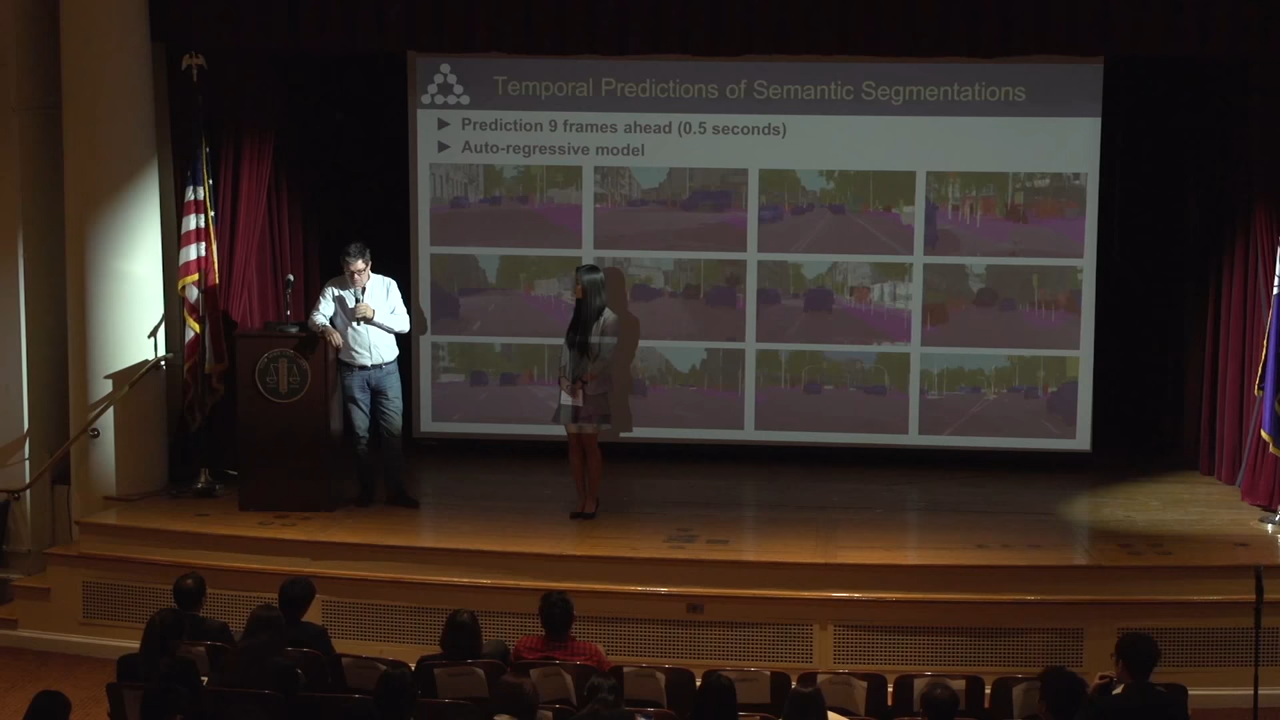 Temporal Predictions of Semantic Segmentations
► Prediction 9 frames ahead (0.5 seconds)
► Auto-regressive model